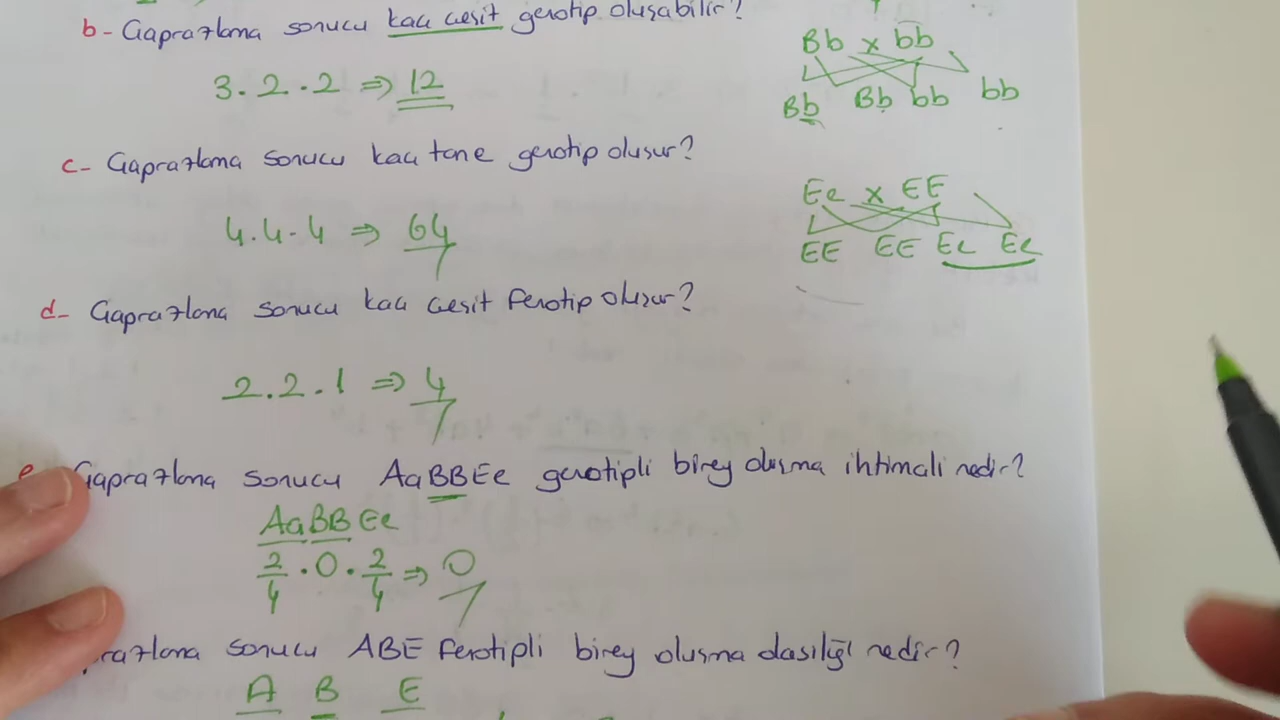 b- Çaprazlama sonucu kaç çeşit genotip oluşabilir?
3.2.2 ⇒ 12
Bb x bb
Bb Bb bb bb
c- Çaprazlama sonucu kaç tane genotip oluşur?
4.4.4 ⇒ 64
Ee x EE
EE EE Ee Ee
d- Çaprazlama sonucu kaç çeşit fenotip oluşur?
2.2.1 ⇒ 4
e Çaprazlama sonucu AaBBEe genotipli birey oluşma ihtimali nedir?
AaBBEe
2/4 . 0 . 2/4 ⇒ 0
prazlama sonucu ABE fenotipli birey oluşma olasılığı nedir?
A B E